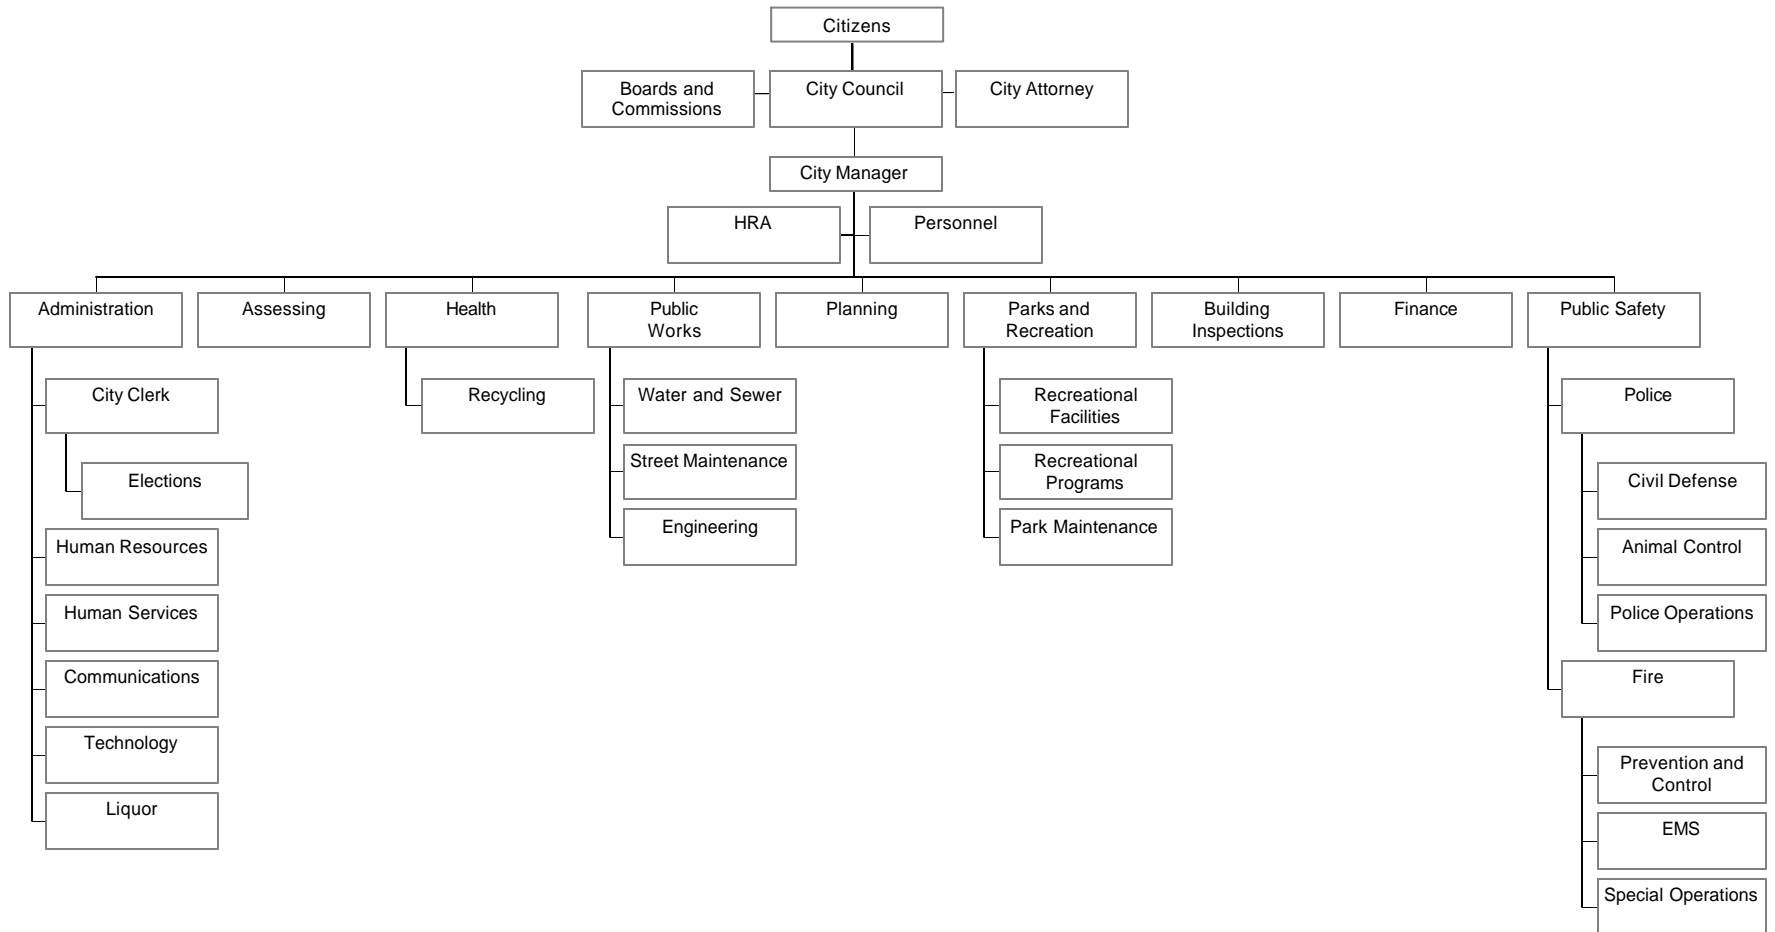 Citizens
Boards and
Commissions
City Council
City Attorney
City Manager
HRA
Personnel
Administration
Assessing
Health
Public
Works
Planning
Parks and
Recreation
Building
Inspections
Finance
Public Safety
City Clerk
Elections
Human Resources
Human Services
Communications
Technology
Liquor
Recycling
Water and Sewer
Street Maintenance
Engineering
Recreational
Facilities
Recreational
Programs
Park Maintenance
Police
Civil Defense
Animal Control
Police Operations
Fire
Prevention and
Control
EMS
Special Operations